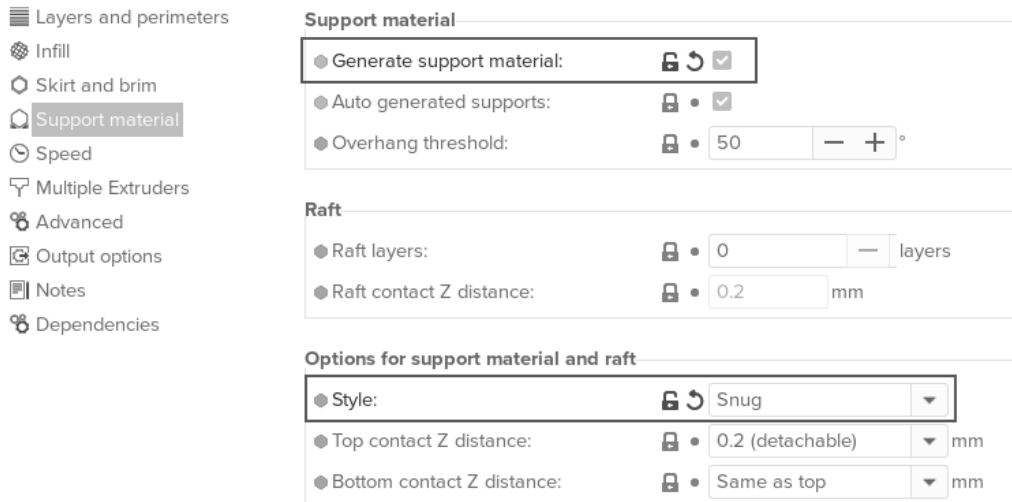 Layers and perimeters
Infill
Skirt and brim
Support material
Speed
Multiple Extruders
Advanced
Output options
Notes
Dependencies
Support material
Generate support material:
Auto generated supports:
Overhang threshold: 50 °
Raft
Raft layers: 0 layers
Raft contact Z distance: 0.2 mm
Options for support material and raft
Style: Snug
Top contact Z distance: 0.2 (detachable) mm
Bottom contact Z distance: Same as top mm